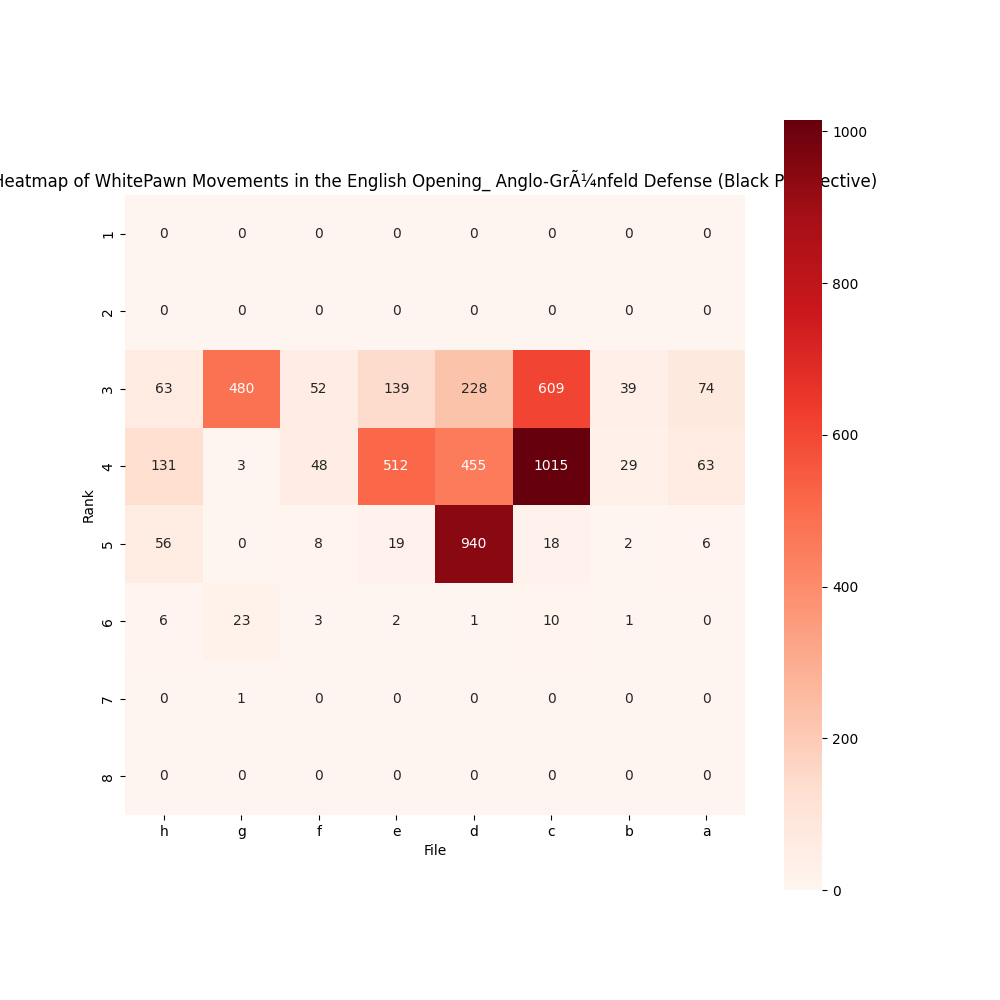 Heatmap of WhitePawn Movements in the English Opening_ Anglo-GrÃ¼nfeld Defense (Black P ective)
1000
800
600
400
200
0
1 0 0 0 0 0 0 0 0
2 0 0 0 0 0 0 0 0
3 63 480 52 139 228 609 39 74
4 131 3 48 512 455 1015 29 63
5 56 0 8 19 940 18 2 6
6 6 23 3 2 1 10 1 0
7 0 1 0 0 0 0 0 0
8 0 0 0 0 0 0 0 0
Rank
h g f e d c b a
File